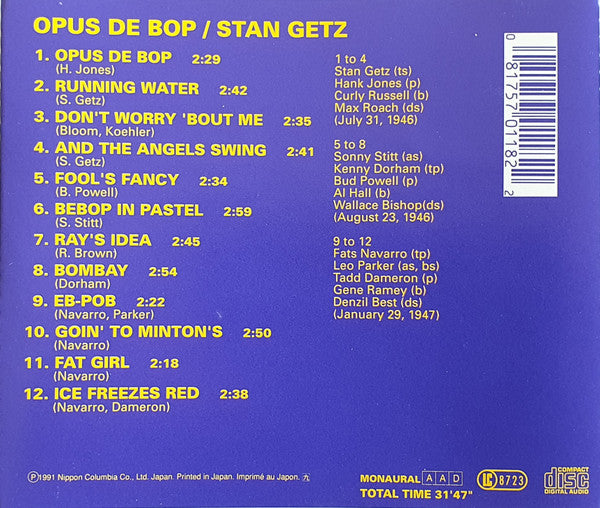 OPUS DE BOP / STAN GETZ
1. OPUS DE BOP 2:29
(H. Jones)
2. RUNNING WATER 2:42
(S. Getz)
3. DON'T WORRY 'BOUT ME 2:35
(Bloom, Koehler)
4. AND THE ANGELS SWING 2:41
(S. Getz)
5. FOOL'S FANCY 2:34
(B. Powell)
6. BEBOP IN PASTEL 2:59
(S. Stitt)
7. RAY'S IDEA 2:45
(R. Brown)
8. BOMBAY 2:54
(Dorham)
9. EB-POB 2:22
(Navarro, Parker)
10. GOIN' TO MINTON'S 2:50
(Navarro)
11. FAT GIRL 2:18
(Navarro)
12. ICE FREEZES RED 2:38
(Navarro, Dameron)
1 to 4
Stan Getz (ts)
Hank Jones (p)
Curly Russell (b)
Max Roach (ds)
(July 31, 1946)
5 to 8
Sonny Stitt (as)
Kenny Dorham (tp)
Bud Powell (p)
Al Hall (b)
Wallace Bishop(ds)
(August 23, 1946)
9 to 12
Fats Navarro (tp)
Leo Parker (as, bs)
Tadd Dameron (p)
Gene Ramey (b)
Denzil Best (ds)
(January 29, 1947)
0 81757 01182 2
Ⓟ1991 Nippon Columbia Co., Ltd. Japan. Printed in Japan. Imprimé au Japon. 九
MONAURAL A A D
TOTAL TIME 31'47"
LC 8723
COMPACT
disc
DIGITAL AUDIO